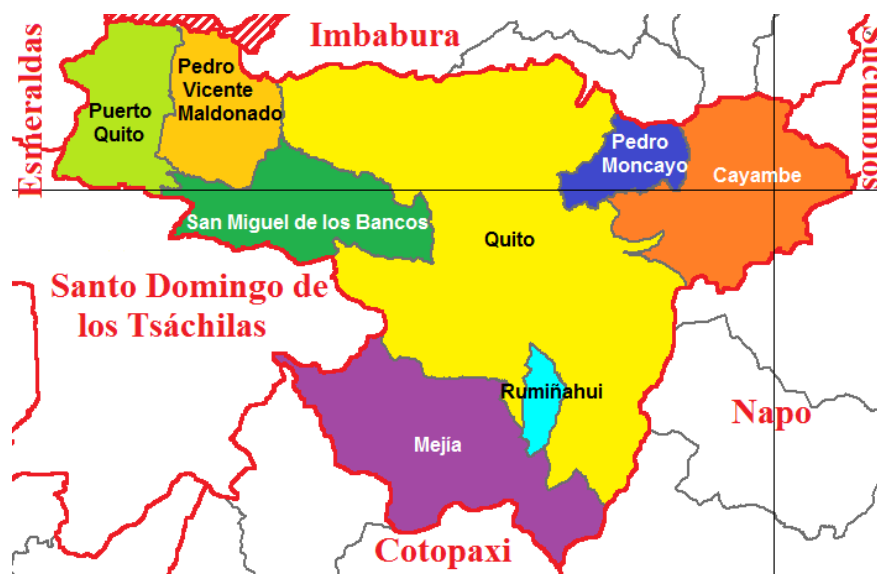 Imbabura
Esmeraldas
Sucumbíos
Pedro
Vicente
Maldonado
Puerto
Quito
Pedro
Moncayo
Cayambe
San Miguel de los Bancos
Quito
Santo Domingo de
los Tsáchilas
Rumiñahui
Napo
Mejía
Cotopaxi